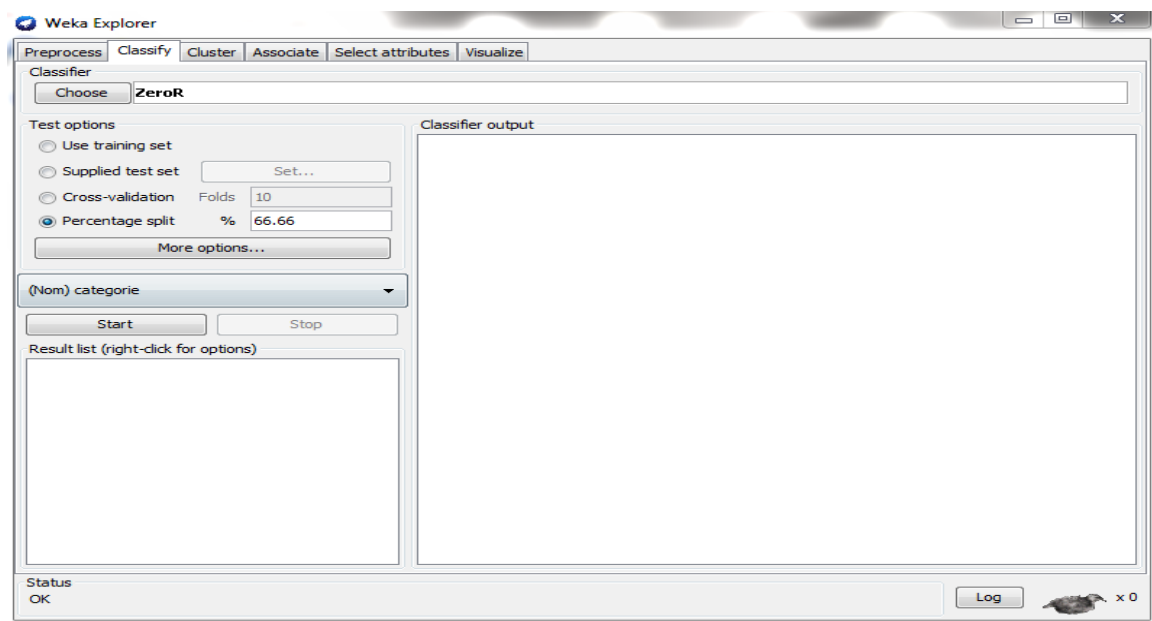 Weka Explorer
Preprocess Classify Cluster Associate Select attributes Visualize
Classifier
Choose ZeroR
Test options
Use training set
Supplied test set Set...
Cross-validation Folds 10
Percentage split % 66.66
More options...
(Nom) categorie
Start Stop
Result list (right-click for options)
Classifier output
Status
OK
Log x 0